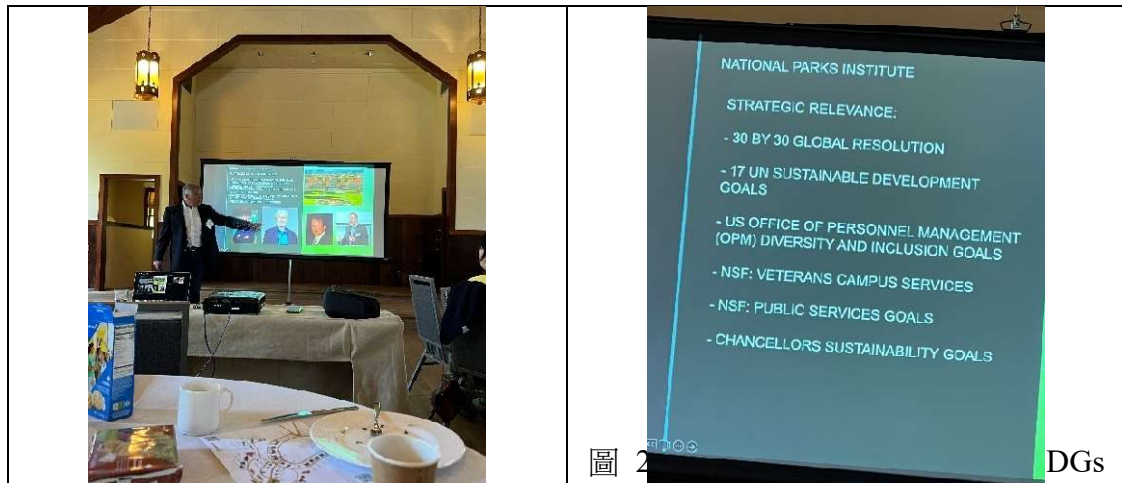 NATIONAL PARKS INSTITUTE
STRATEGIC RELEVANCE:
- 30 BY 30 GLOBAL RESOLUTION
- 17 UN SUSTAINABLE DEVELOPMENT
GOALS
- US OFFICE OF PERSONNEL MANAGEMENT
(OPM) DIVERSITY AND INCLUSION GOALS
- NSF: VETERANS CAMPUS SERVICES
- NSF: PUBLIC SERVICES GOALS
- CHANCELLORS SUSTAINABILITY GOALS
圖 2
DGs